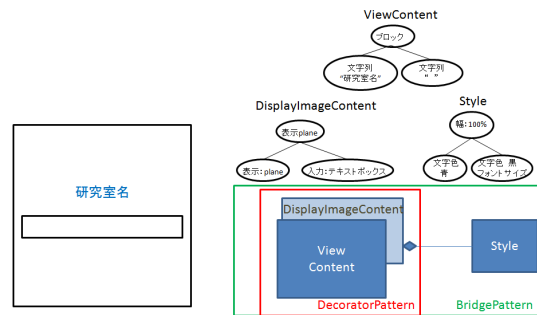 ViewContent
ブロック
文字列
“研究室名”
文字列
“ ”
DisplayImageContent
表示plane
表示:plane
入力:テキストボックス
Style
幅:100%
文字色
青
文字色 黒
フォントサイズ
研究室名
DisplayImageContent
View
Content
Style
DecoratorPattern
BridgePattern